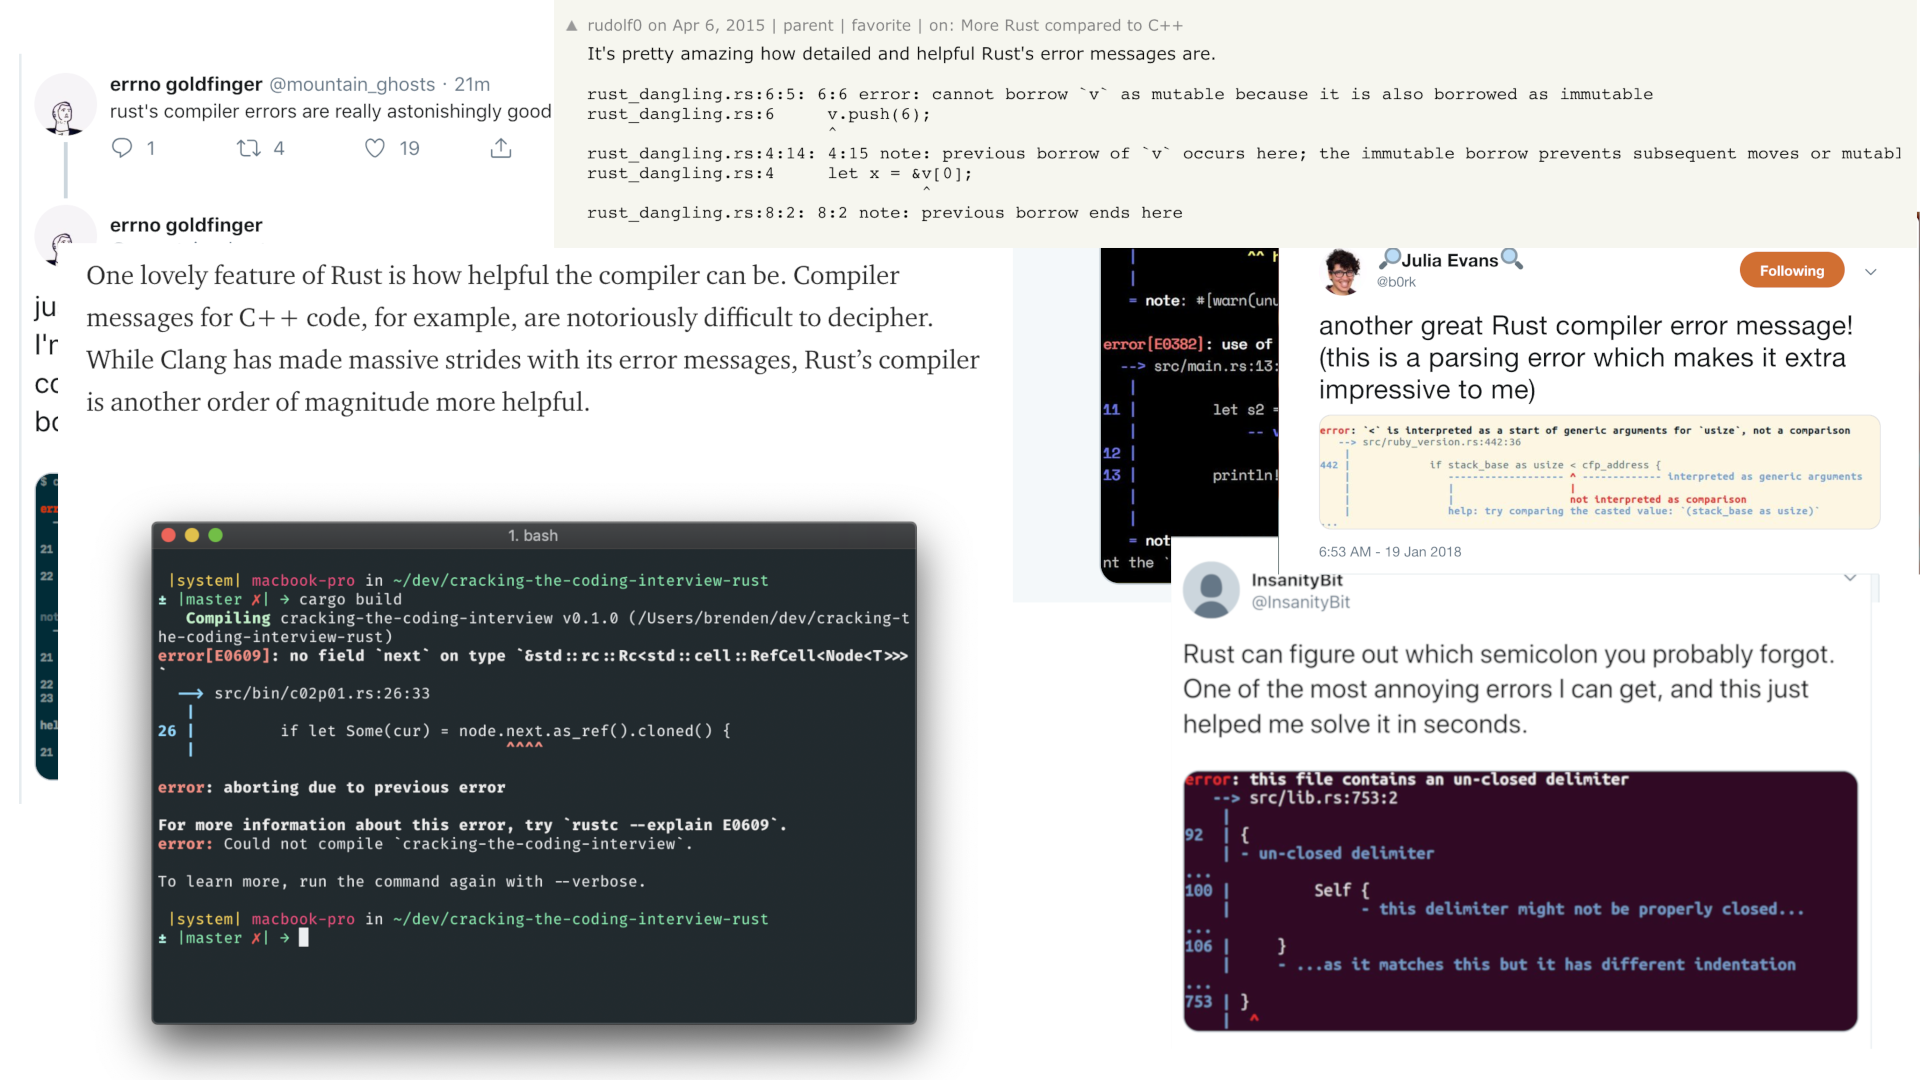 ▲ rudolf0 on Apr 6, 2015 | parent | favorite | on: More Rust compared to C++
It's pretty amazing how detailed and helpful Rust's error messages are.
rust_dangling.rs:6:5: 6:6 error: cannot borrow `v` as mutable because it is also borrowed as immutable
rust_dangling.rs:6     v.push(6);
^
rust_dangling.rs:4:14: 4:15 note: previous borrow of `v` occurs here; the immutable borrow prevents subsequent moves or mutabl
rust_dangling.rs:4     let x = &v[0];
^
rust_dangling.rs:8:2: 8:2 note: previous borrow ends here
errno goldfinger @mountain_ghosts · 21m
rust's compiler errors are really astonishingly good
1 4 19
errno goldfinger
ju
I'm
co
bo
$ c
err
21
22
not
21
22
23
hel
21
One lovely feature of Rust is how helpful the compiler can be. Compiler
messages for C++ code, for example, are notoriously difficult to decipher.
While Clang has made massive strides with its error messages, Rust's compiler
is another order of magnitude more helpful.
1. bash
|system| macbook-pro in ~/dev/cracking-the-coding-interview-rust
± |master ✗| → cargo build
Compiling cracking-the-coding-interview v0.1.0 (/Users/brenden/dev/cracking-t
he-coding-interview-rust)
error[E0609]: no field `next` on type `&std::rc::Rc<std::cell::RefCell<Node<T>>>
`
--> src/bin/c02p01.rs:26:33
|
26 |         if let Some(cur) = node.next.as_ref().cloned() {
|                                 ^^^^
error: aborting due to previous error
For more information about this error, try `rustc --explain E0609`.
error: Could not compile `cracking-the-coding-interview`.
To learn more, run the command again with --verbose.
|system| macbook-pro in ~/dev/cracking-the-coding-interview-rust
± |master ✗| →
^^
= note: #[warn(unu
error[E0382]: use of
--> src/main.rs:13:
|
11 |       let s2 =
|          -- v
12 |
13 |       println!
|
= not
nt the `
🔎Julia Evans🔍
@b0rk
Following
another great Rust compiler error message!
(this is a parsing error which makes it extra
impressive to me)
error: `<` is interpreted as a start of generic arguments for `usize`, not a comparison
--> src/ruby_version.rs:442:36
|
442 |         if stack_base as usize < cfp_address {
|            ------------------- ^ ------------- interpreted as generic arguments
|            |                   |
|            |                   not interpreted as comparison
|            help: try comparing the casted value: `(stack_base as usize)`
...
6:53 AM - 19 Jan 2018
InsanityBit
@InsanityBit
Rust can figure out which semicolon you probably forgot.
One of the most annoying errors I can get, and this just
helped me solve it in seconds.
error: this file contains an un-closed delimiter
--> src/lib.rs:753:2
|
92 | {
| - un-closed delimiter
...
100 |       Self {
|            - this delimiter might not be properly closed...
...
106 |    }
|    - ...as it matches this but it has different indentation
...
753 | }
|  ^